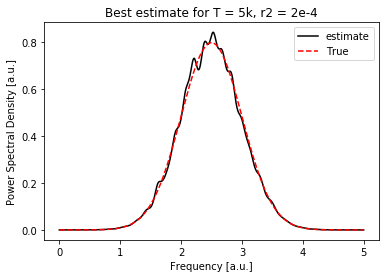 Best estimate for T = 5k, r2 = 2e-4
estimate
True
Power Spectral Density [a.u.]
0.8
0.6
0.4
0.2
0.0
0
1
2
3
4
5
Frequency [a.u.]